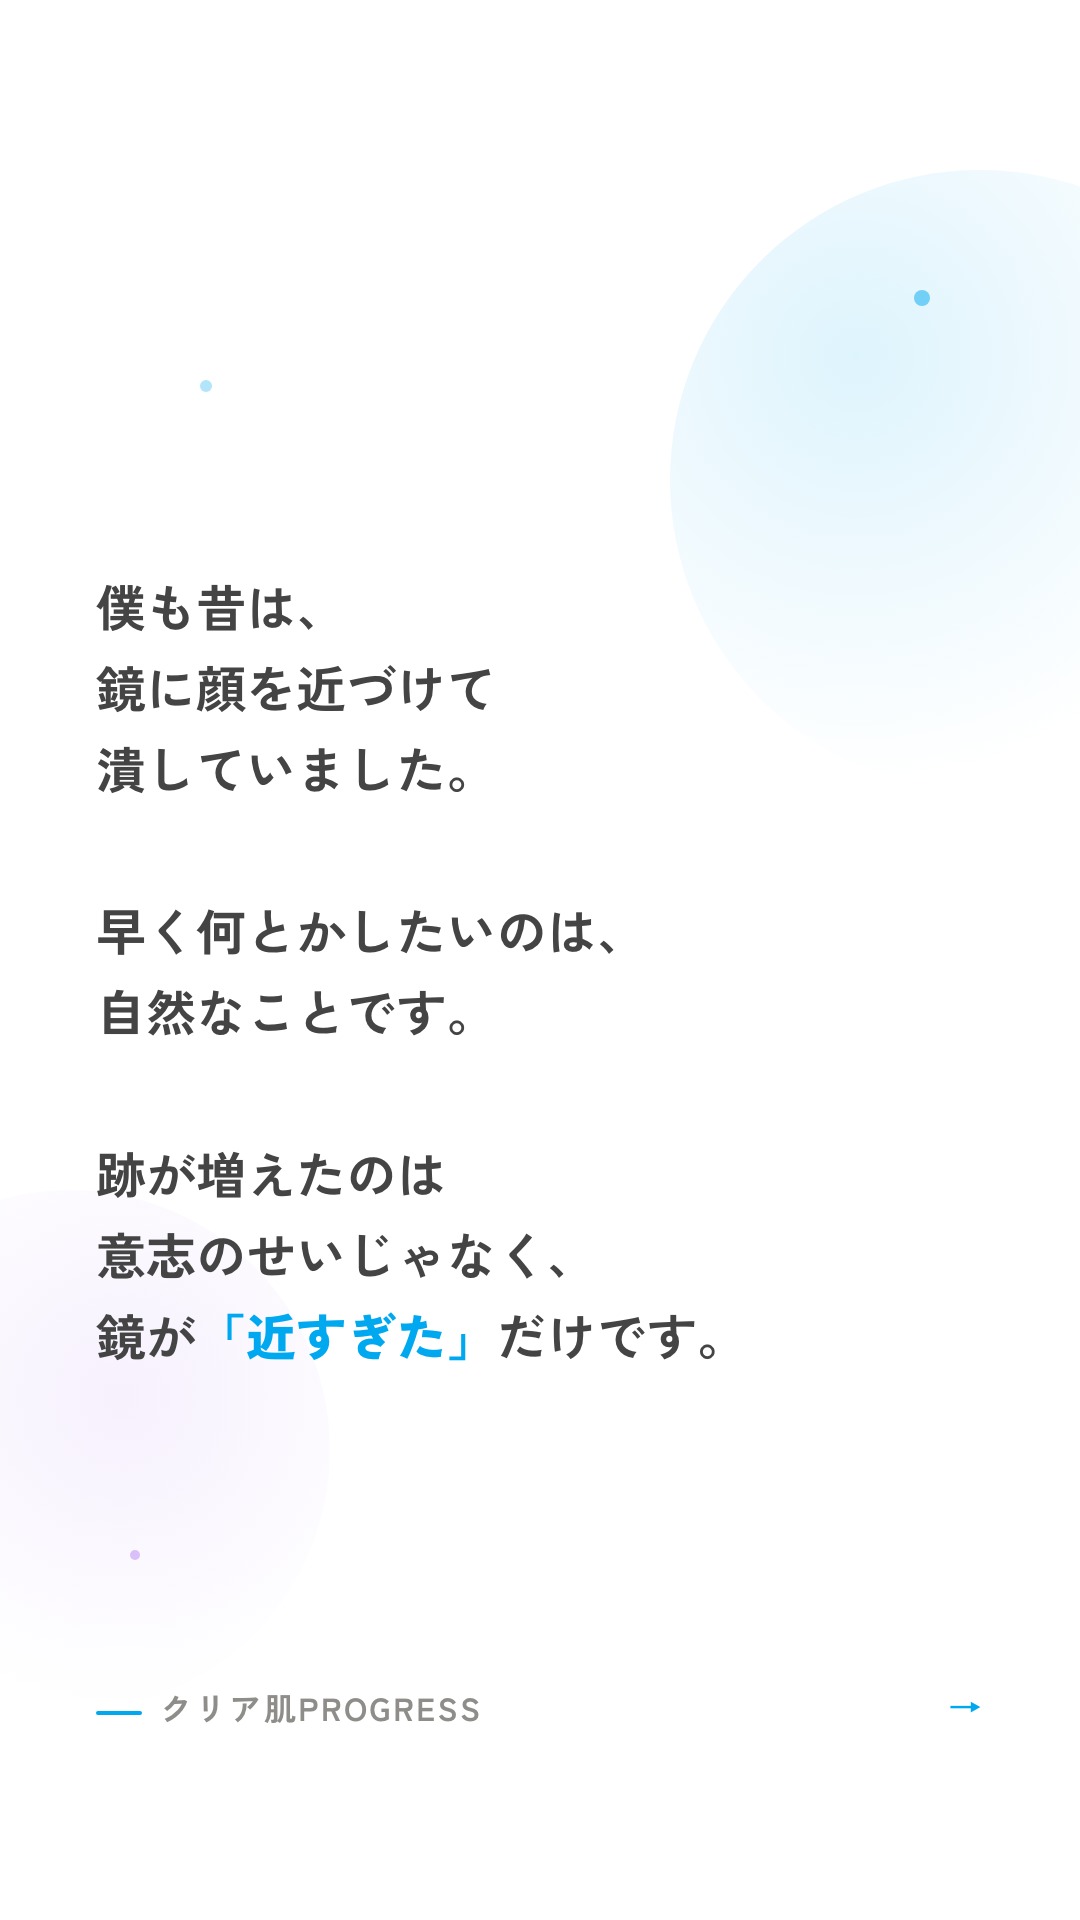 僕も昔は、
鏡に顔を近づけて
潰していました。
早く何とかしたいのは、
自然なことです。
跡が増えたのは
意志のせいじゃなく、
鏡が「近すぎた」だけです。
クリア肌PROGRESS
→